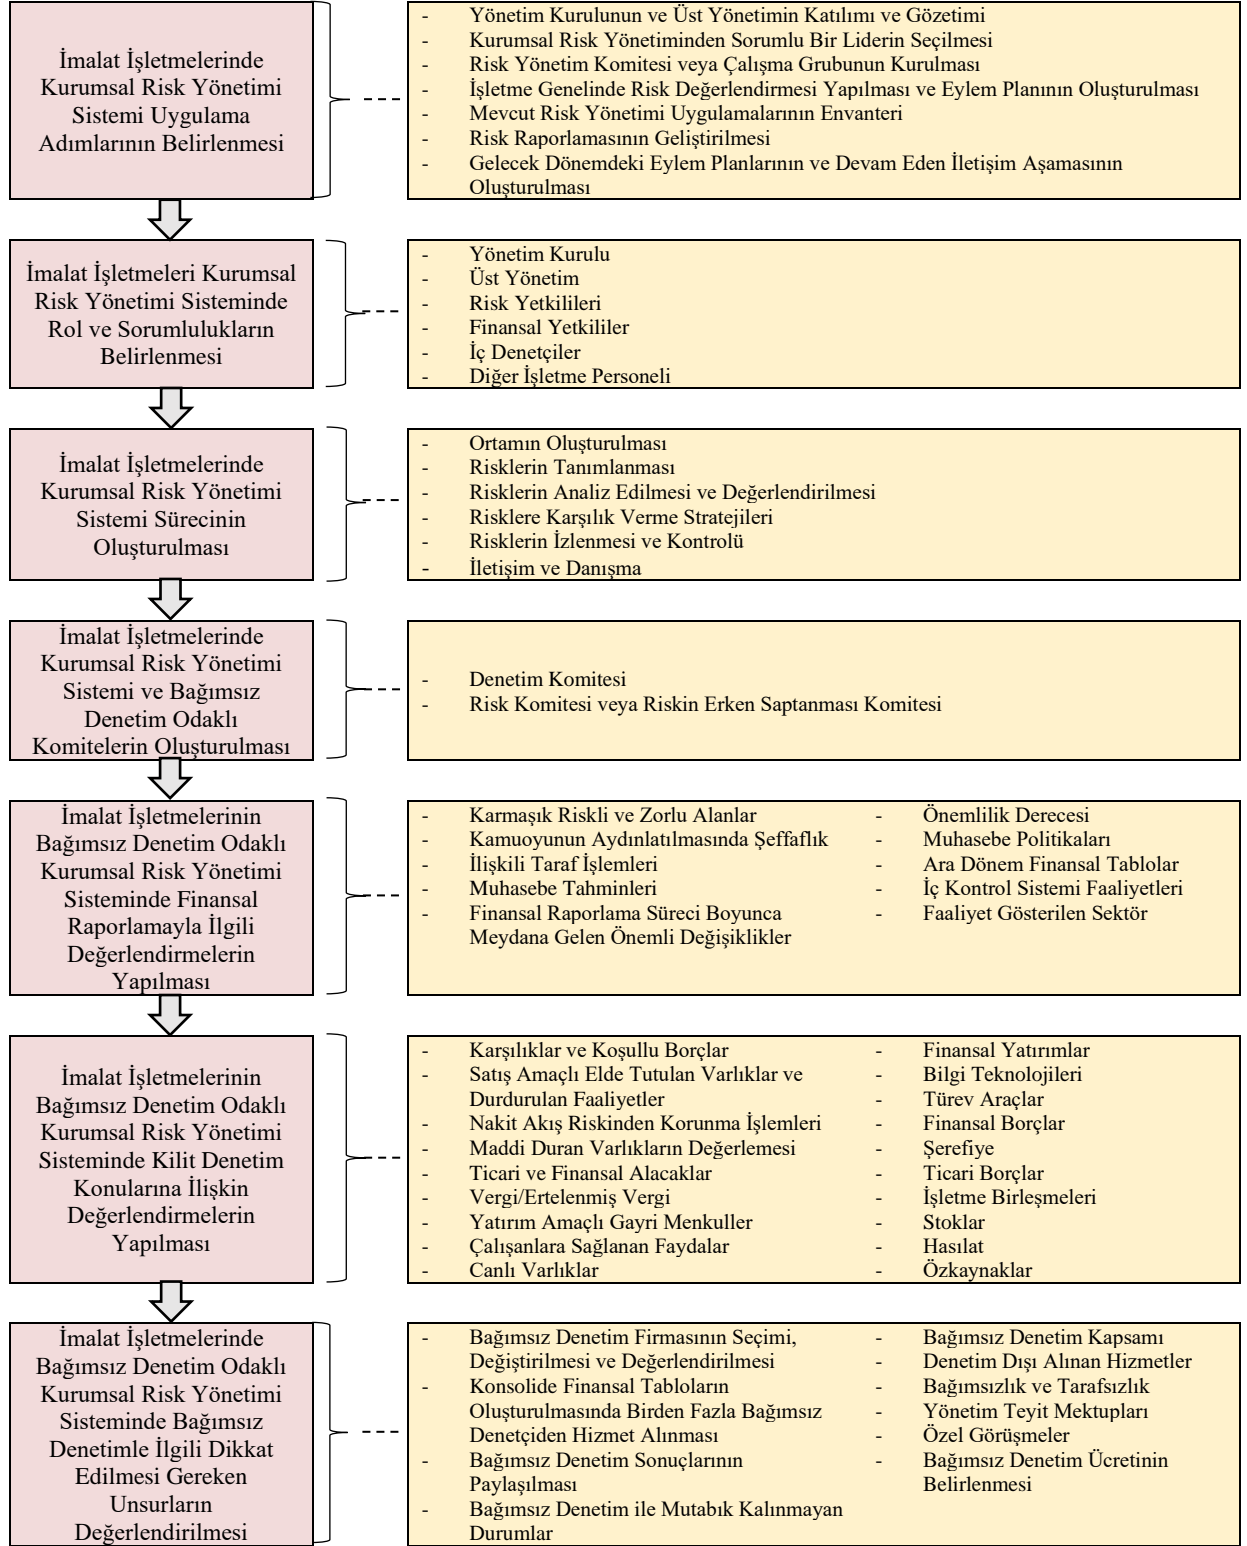 İmalat İşletmelerinde
Kurumsal Risk Yönetimi
Sistemi Uygulama
Adımlarının Belirlenmesi
- Yönetim Kurulunun ve Üst Yönetimin Katılımı ve Gözetimi
- Kurumsal Risk Yönetiminden Sorumlu Bir Liderin Seçilmesi
- Risk Yönetim Komitesi veya Çalışma Grubunun Kurulması
- İşletme Genelinde Risk Değerlendirmesi Yapılması ve Eylem Planının Oluşturulması
- Mevcut Risk Yönetimi Uygulamalarının Envanteri
- Risk Raporlamasının Geliştirilmesi
- Gelecek Dönemdeki Eylem Planlarının ve Devam Eden İletişim Aşamasının
Oluşturulması
İmalat İşletmeleri Kurumsal
Risk Yönetimi Sisteminde
Rol ve Sorumlulukların
Belirlenmesi
- Yönetim Kurulu
- Üst Yönetim
- Risk Yetkilileri
- Finansal Yetkililer
- İç Denetçiler
- Diğer İşletme Personeli
İmalat İşletmelerinde
Kurumsal Risk Yönetimi
Sistemi Sürecinin
Oluşturulması
- Ortamın Oluşturulması
- Risklerin Tanımlanması
- Risklerin Analiz Edilmesi ve Değerlendirilmesi
- Risklere Karşılık Verme Stratejileri
- Risklerin İzlenmesi ve Kontrolü
- İletişim ve Danışma
İmalat İşletmelerinde
Kurumsal Risk Yönetimi
Sistemi ve Bağımsız
Denetim Odaklı
Komitelerin Oluşturulması
- Denetim Komitesi
- Risk Komitesi veya Riskin Erken Saptanması Komitesi
İmalat İşletmelerinin
Bağımsız Denetim Odaklı
Kurumsal Risk Yönetimi
Sisteminde Finansal
Raporlamayla İlgili
Değerlendirmelerin
Yapılması
- Karmaşık Riskli ve Zorlu Alanlar
- Kamuoyunun Aydınlatılmasında Şeffaflık
- İlişkili Taraf İşlemleri
- Muhasebe Tahminleri
- Finansal Raporlama Süreci Boyunca
Meydana Gelen Önemli Değişiklikler
- Önemlilik Derecesi
- Muhasebe Politikaları
- Ara Dönem Finansal Tablolar
- İç Kontrol Sistemi Faaliyetleri
- Faaliyet Gösterilen Sektör
İmalat İşletmelerinin
Bağımsız Denetim Odaklı
Kurumsal Risk Yönetimi
Sisteminde Kilit Denetim
Konularına İlişkin
Değerlendirmelerin
Yapılması
- Karşılıklar ve Koşullu Borçlar
- Satış Amaçlı Elde Tutulan Varlıklar ve
Durdurulan Faaliyetler
- Nakit Akış Riskinden Korunma İşlemleri
- Maddi Duran Varlıkların Değerlemesi
- Ticari ve Finansal Alacaklar
- Vergi/Ertelenmiş Vergi
- Yatırım Amaçlı Gayri Menkuller
- Çalışanlara Sağlanan Faydalar
- Canlı Varlıklar
- Finansal Yatırımlar
- Bilgi Teknolojileri
- Türev Araçlar
- Finansal Borçlar
- Şerefiye
- Ticari Borçlar
- İşletme Birleşmeleri
- Stoklar
- Hasılat
- Özkaynaklar
İmalat İşletmelerinde
Bağımsız Denetim Odaklı
Kurumsal Risk Yönetimi
Sisteminde Bağımsız
Denetimle İlgili Dikkat
Edilmesi Gereken
Unsurların
Değerlendirilmesi
- Bağımsız Denetim Firmasının Seçimi,
Değiştirilmesi ve Değerlendirilmesi
- Konsolide Finansal Tabloların
Oluşturulmasında Birden Fazla Bağımsız
Denetçiden Hizmet Alınması
- Bağımsız Denetim Sonuçlarının
Paylaşılması
- Bağımsız Denetim ile Mutabık Kalınmayan
Durumlar
- Bağımsız Denetim Kapsamı
- Denetim Dışı Alınan Hizmetler
- Bağımsızlık ve Tarafsızlık
- Yönetim Teyit Mektupları
- Özel Görüşmeler
- Bağımsız Denetim Ücretinin
Belirlenmesi